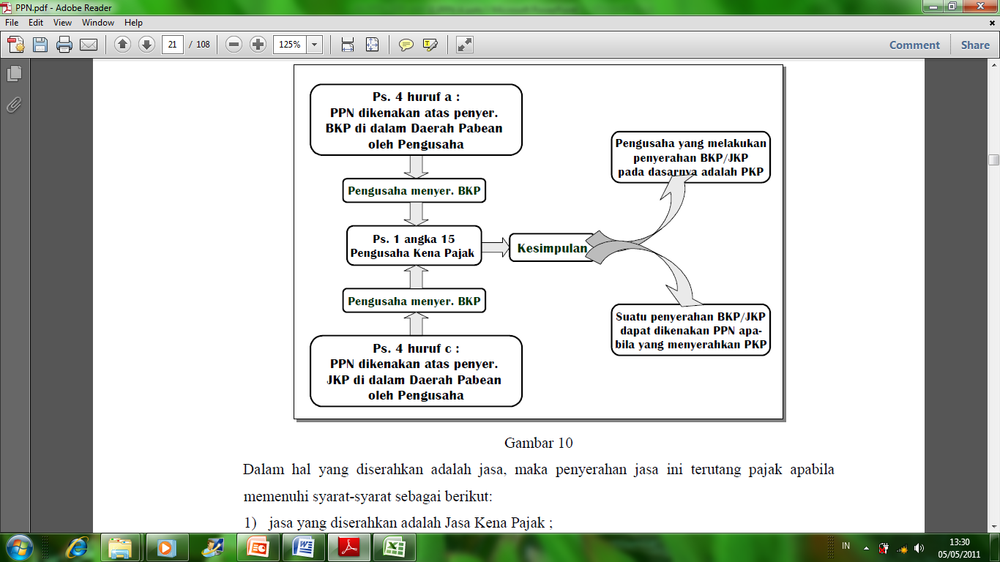 PPN.pdf - Adobe Reader
File Edit View Window Help
21 / 108 125% Comment Share
Ps. 4 huruf a :
PPN dikenakan atas penyer.
BKP di dalam Daerah Pabean
oleh Pengusaha
Pengusaha menyer. BKP
Ps. 1 angka 15
Pengusaha Kena Pajak
Pengusaha menyer. BKP
Ps. 4 huruf c :
PPN dikenakan atas penyer.
JKP di dalam Daerah Pabean
oleh Pengusaha
Kesimpulan
Pengusaha yang melakukan
penyerahan BKP/JKP
pada dasarnya adalah PKP
Suatu penyerahan BKP/JKP
dapat dikenakan PPN apa-
bila yang menyerahkan PKP
Gambar 10
Dalam hal yang diserahkan adalah jasa, maka penyerahan jasa ini terutang pajak apabila
memenuhi syarat-syarat sebagai berikut:
1) jasa yang diserahkan adalah Jasa Kena Pajak ;
IN
13:30
05/05/2011